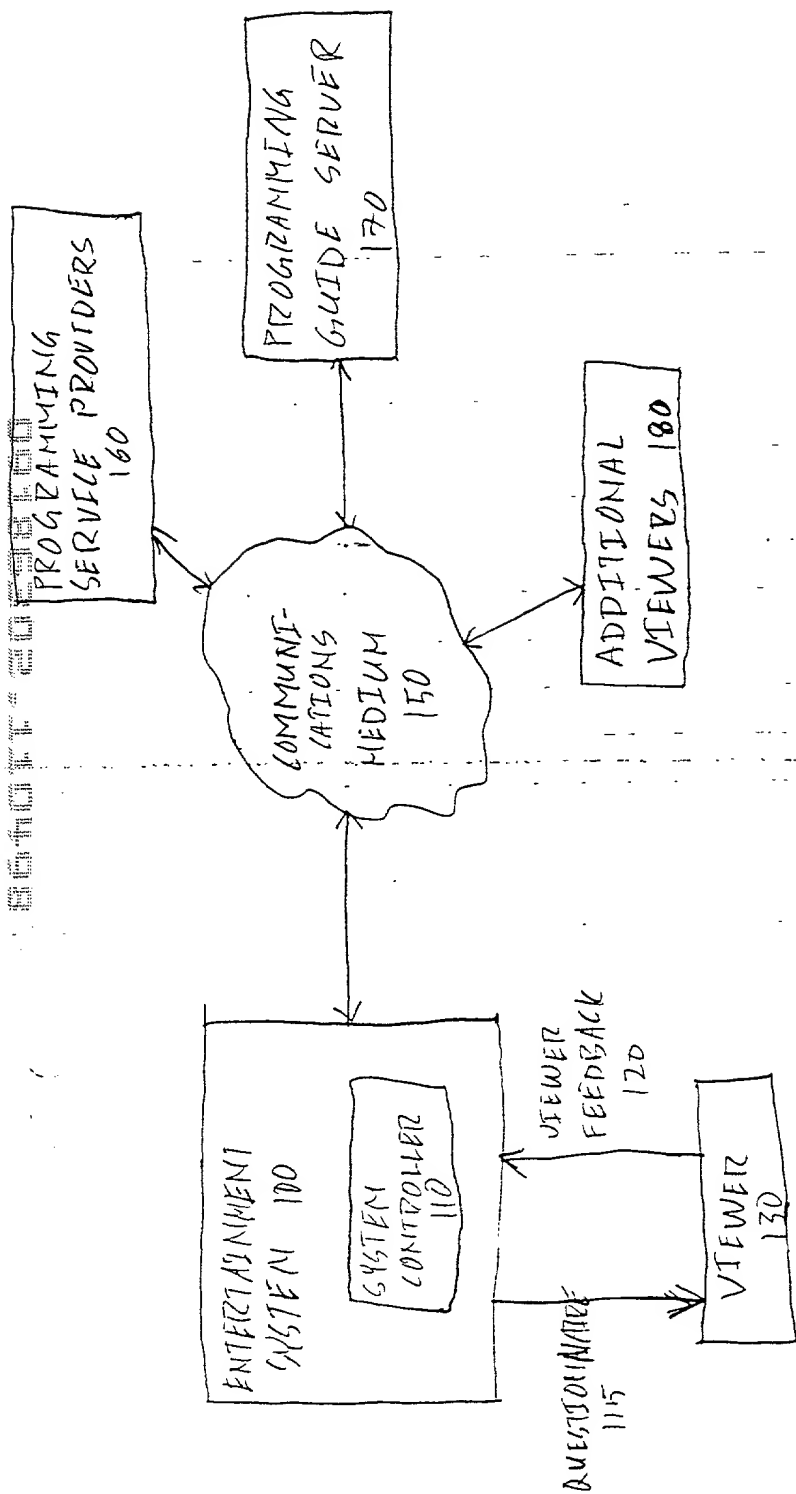 ENTERTAINMENT
SYSTEM 100
SYSTEM
CONTROLLER
110
QUESTIONNAIRE
115
VIEWER
FEEDBACK
120
VIEWER
130
COMMUNI-
CATIONS
MEDIUM
150
PROGRAMMING
SERVICE PROVIDERS
160
PROGRAMMING
GUIDE SERVER
170
ADDITIONAL
VIEWERS 180